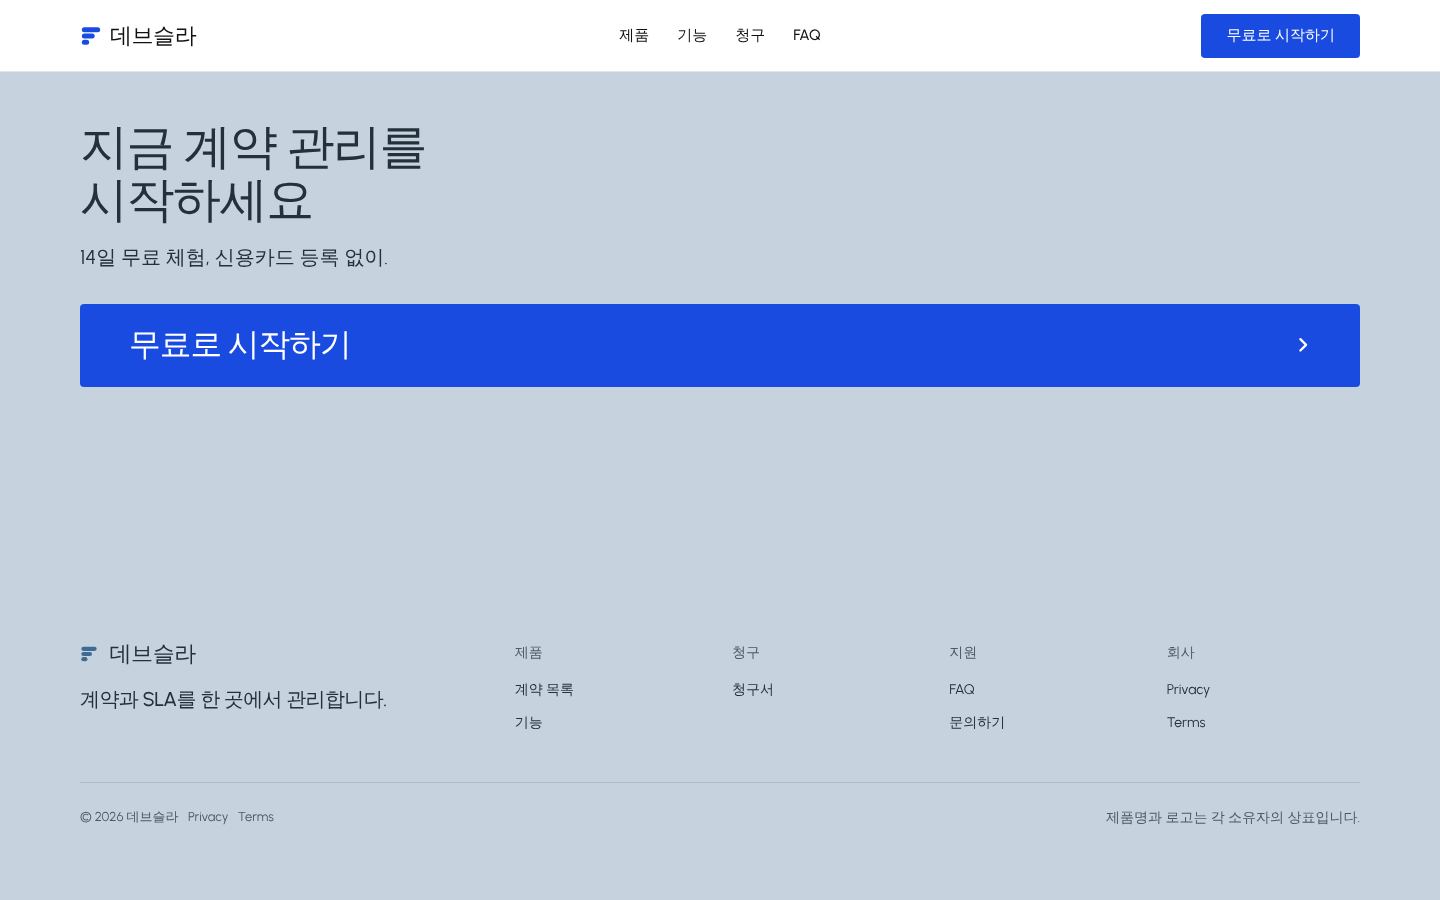 데브슬라
제품 기능 청구 FAQ
무료로 시작하기
지금 계약 관리를
시작하세요
14일 무료 체험, 신용카드 등록 없이.
무료로 시작하기
데브슬라
계약과 SLA를 한 곳에서 관리합니다.
제품
계약 목록
기능
청구
청구서
지원
FAQ
문의하기
회사
Privacy
Terms
© 2026 데브슬라 Privacy Terms
제품명과 로고는 각 소유자의 상표입니다.